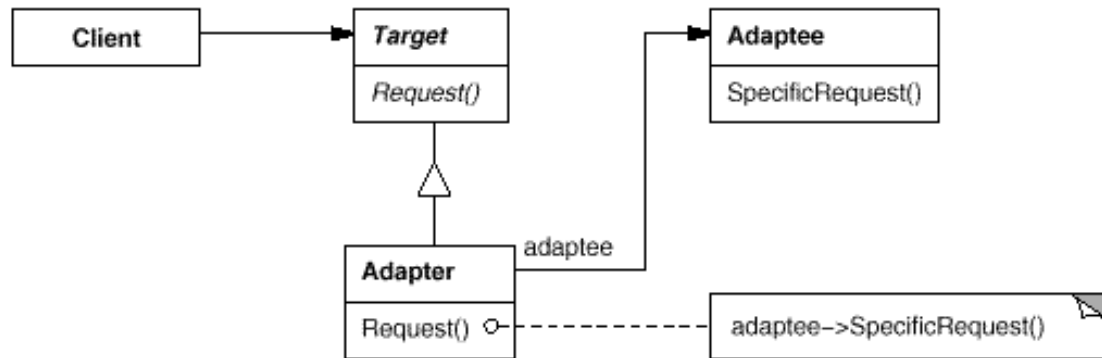 Client
Target
Request()
Adaptee
SpecificRequest()
adaptee
Adapter
Request()
adaptee−>SpecificRequest()